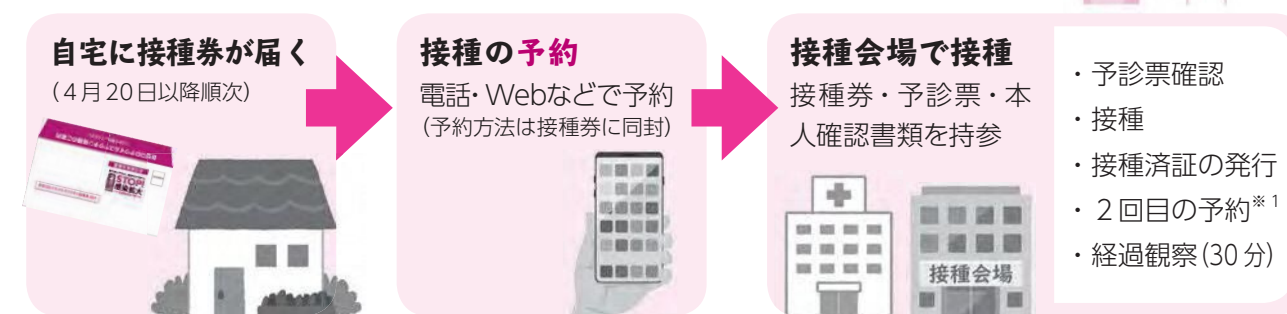 自宅に接種券が届く
（４月20日以降順次）
STOP!
感染拡大
接種の予約
電話・Webなどで予約
（予約方法は接種券に同封）
接種会場で接種
接種券・予診票・本
人確認書類を持参
接種会場
・予診票確認
・接種
・接種済証の発行
・２回目の予約※１
・経過観察（30分）